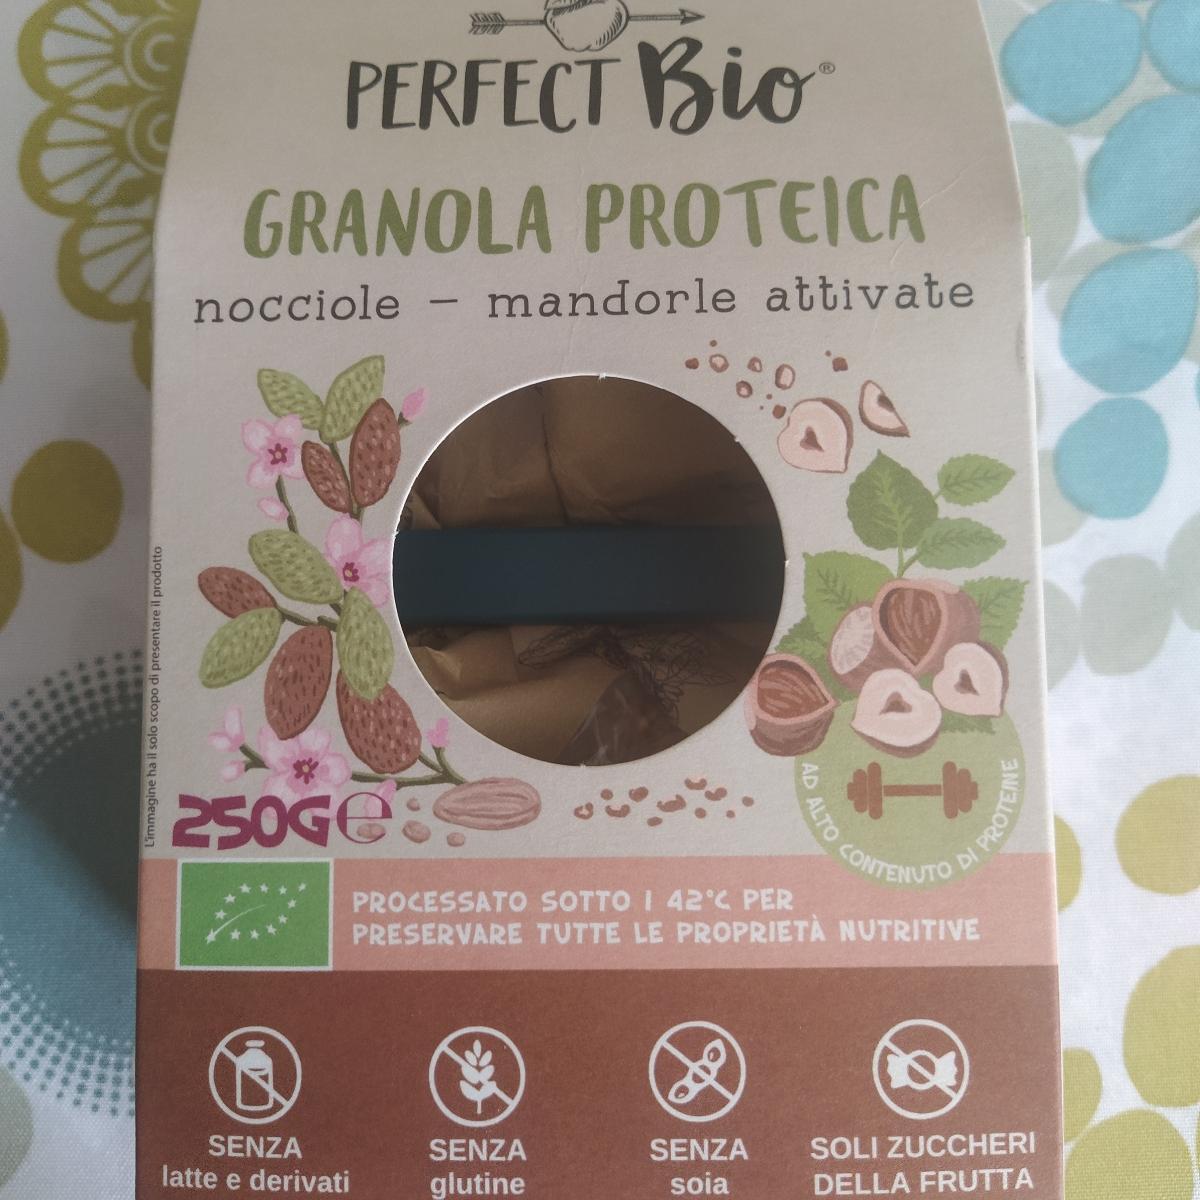 PERFECT Bio®
GRANOLA PROTEICA
nocciole – mandorle attivate
L'immagine ha il solo scopo di presentare il prodotto
250G e
AD ALTO CONTENUTO DI PROTEINE
PROCESSATO SOTTO I 42°C PER
PRESERVARE TUTTE LE PROPRIETÀ NUTRITIVE
SENZA
latte e derivati
SENZA
glutine
SENZA
soia
SOLI ZUCCHERI
DELLA FRUTTA